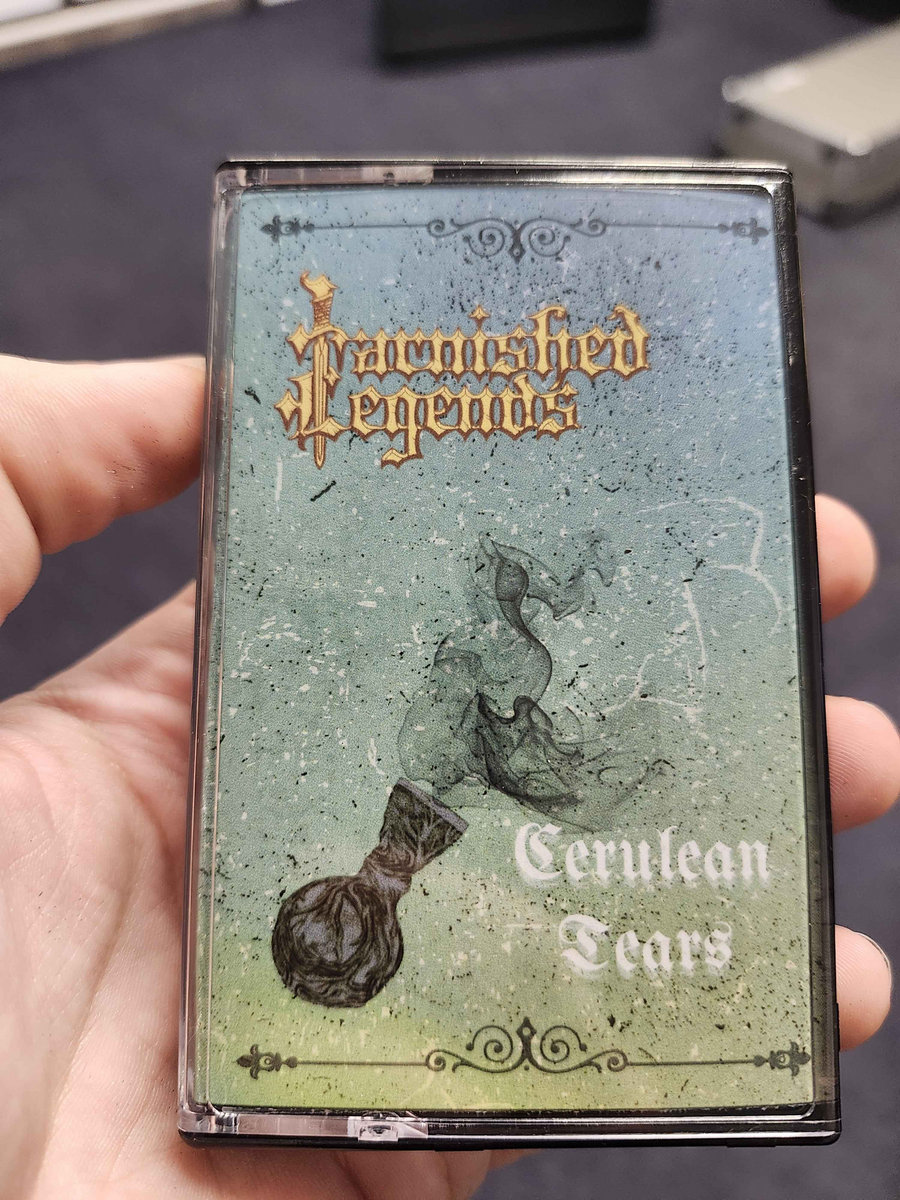 Tarnished
Legends
Cerulean
Tears